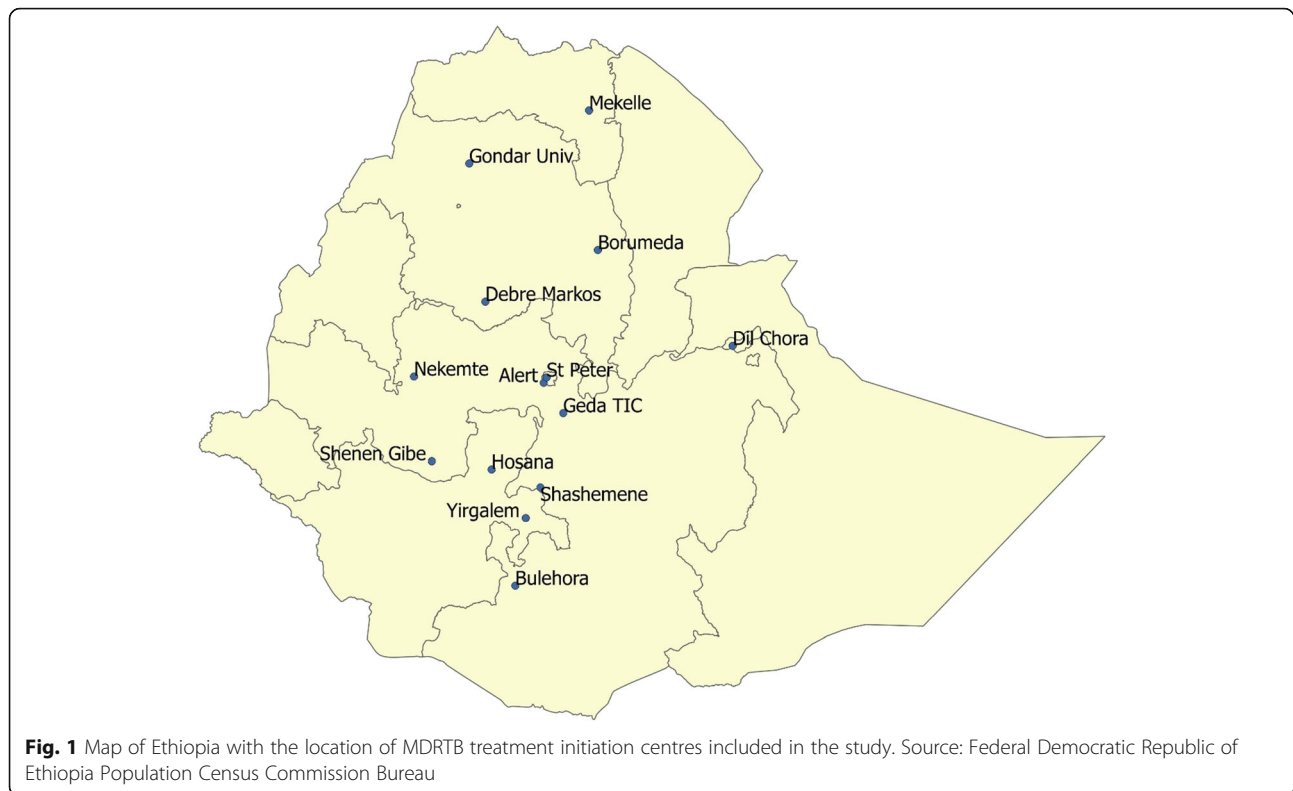 Mekelle
Gondar Univ
Borumeda
Debre Markos
Dil Chora
Nekemte
Alert
St Peter
Geda TIC
Shenen Gibe
Hosana
Shashemene
Yirgalem
Bulehora
Fig. 1 Map of Ethiopia with the location of MDRTB treatment initiation centres included in the study. Source: Federal Democratic Republic of
Ethiopia Population Census Commission Bureau